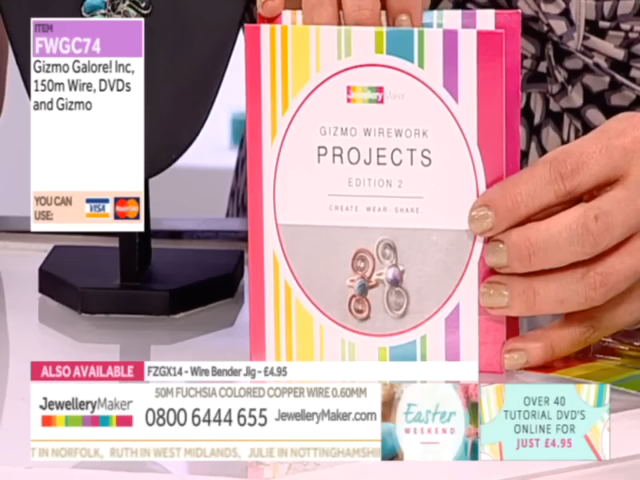 ITEM
FWGC74
Gizmo Galore! Inc,
150m Wire, DVDs
and Gizmo
YOU CAN
USE:
VISA
MasterCard
JewelleryMaker
GIZMO WIREWORK
PROJECTS
EDITION 2
CREATE. WEAR. SHARE.
ALSO AVAILABLE
FZGX14 - Wire Bender Jig - £4.95
50M FUCHSIA COLORED COPPER WIRE 0.60MM
JewelleryMaker
0800 6444 655
JewelleryMaker.com
T IN NORFOLK, RUTH IN WEST MIDLANDS, JULIE IN NOTTINGHAMSHI
Easter
WEEKEND
OVER 40
TUTORIAL DVD'S
ONLINE FOR
JUST £4.95